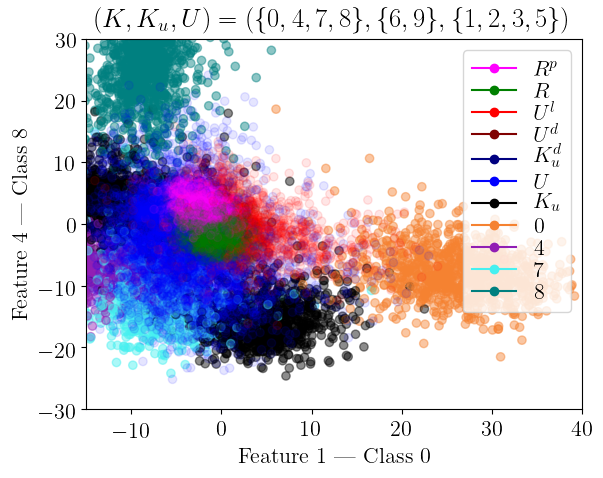 (K, K_u, U) = ({0, 4, 7, 8}, {6, 9}, {1, 2, 3, 5})
30
20
10
0
−10
−20
−30
Feature 4 — Class 8
−10
0
10
20
30
40
Feature 1 — Class 0
R^p
R
U^l
U^d
K_u^d
U
K_u
0
4
7
8